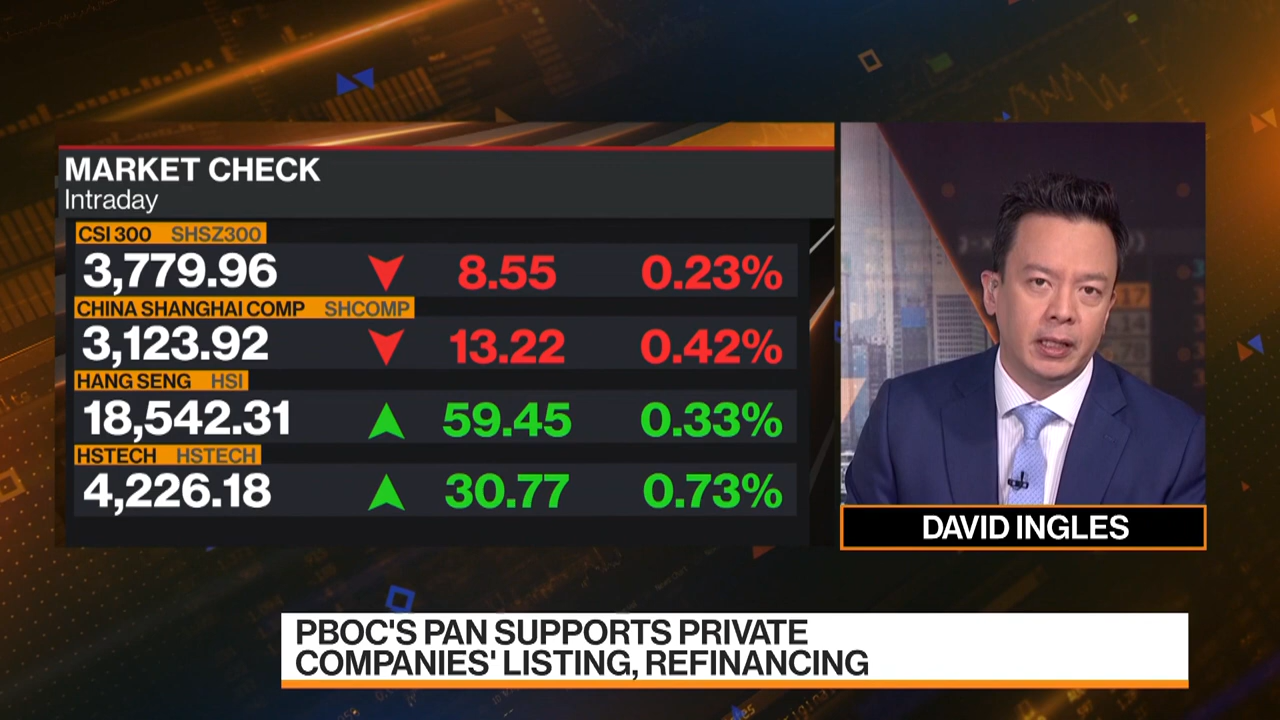 MARKET CHECK
Intraday
CSI 300 SHSZ300
3,779.96 8.55 0.23%
CHINA SHANGHAI COMP SHCOMP
3,123.92 13.22 0.42%
HANG SENG HSI
18,542.31 59.45 0.33%
HSTECH HSTECH
4,226.18 30.77 0.73%
DAVID INGLES
PBOC'S PAN SUPPORTS PRIVATE
COMPANIES' LISTING, REFINANCING